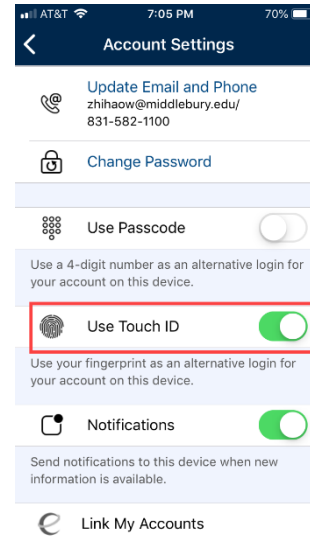 AT&T 7:05 PM 70%
Account Settings
Update Email and Phone
zhihaow@middlebury.edu/
831-582-1100
Change Password
Use Passcode
Use a 4-digit number as an alternative login for
your account on this device.
Use Touch ID
Use your fingerprint as an alternative login for
your account on this device.
Notifications
Send notifications to this device when new
information is available.
Link My Accounts